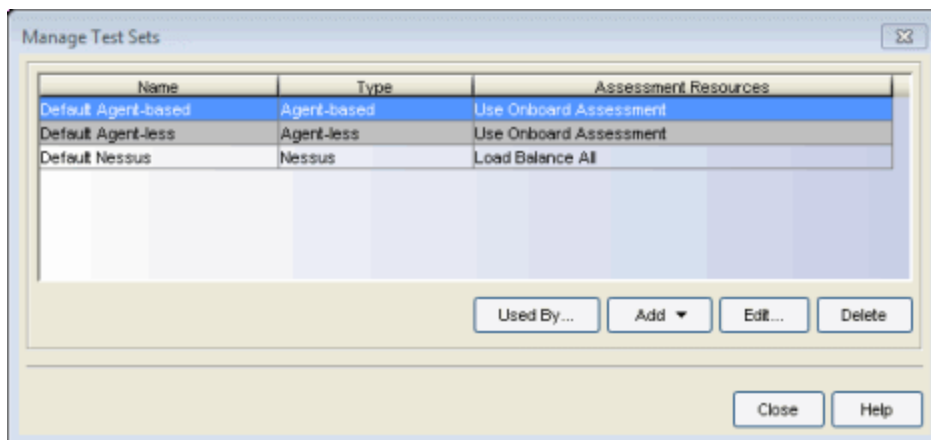 Manage Test Sets
Name Type Assessment Resources
Default Agent-based Agent-based Use Onboard Assessment
Default Agent-less Agent-less Use Onboard Assessment
Default Nessus Nessus Load Balance All
Used By... Add Edit... Delete
Close Help